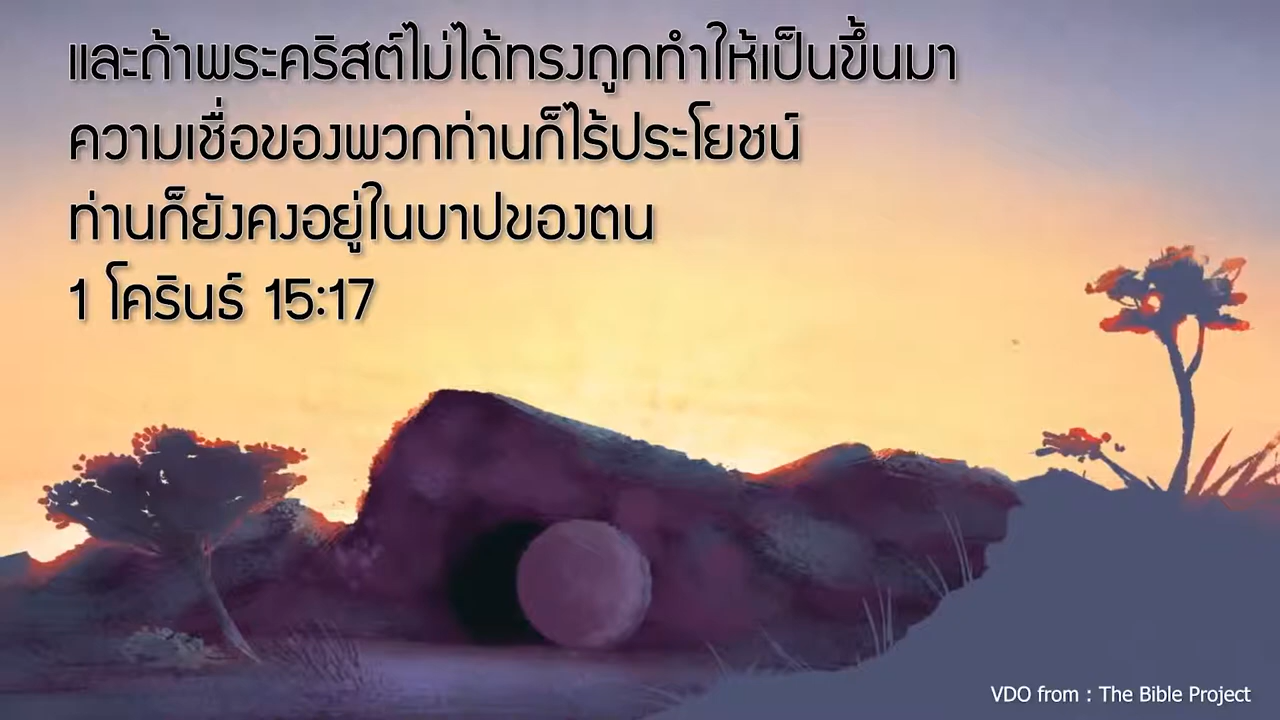 และถ้าพระคริสต์ไม่ได้ทรงถูกทำให้เป็นขึ้นมา
ความเชื่อของพวกท่านก็ไร้ประโยชน์
ท่านก็ยังคงอยู่ในบาปของตน
1 โครินธ์ 15:17
VDO from : The Bible Project